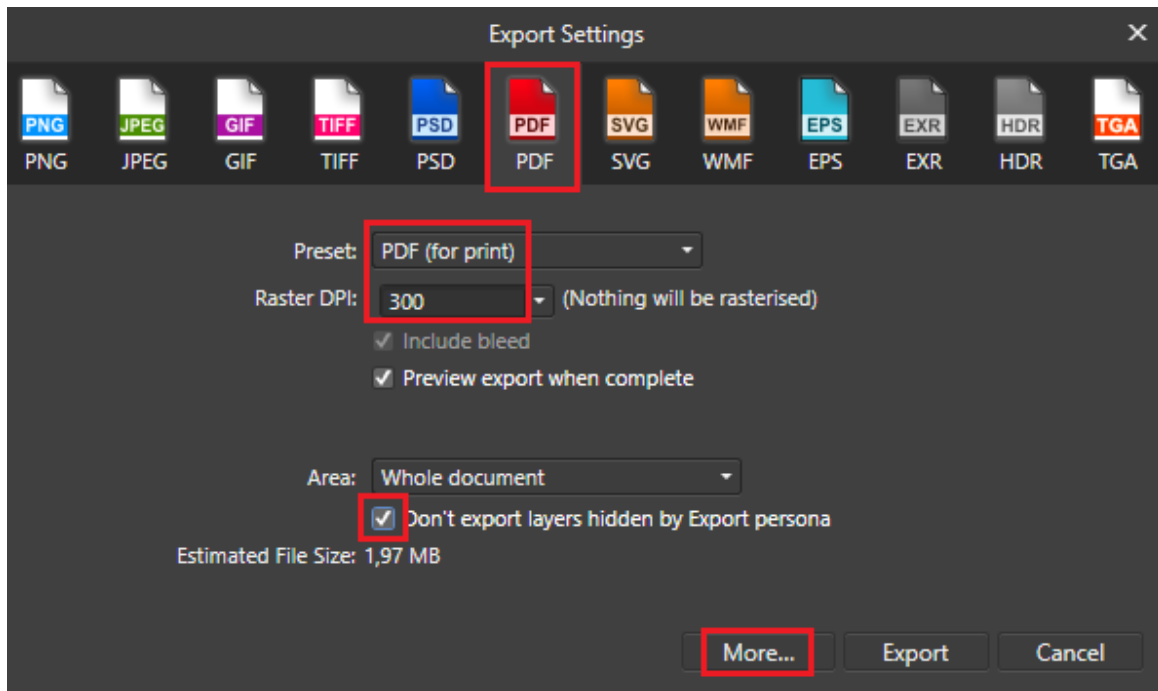 Export Settings
PNG JPEG GIF TIFF PSD PDF SVG WMF EPS EXR HDR TGA
PNG JPEG GIF TIFF PSD PDF SVG WMF EPS EXR HDR TGA
Preset: PDF (for print)
Raster DPI: 300 (Nothing will be rasterised)
Include bleed
Preview export when complete
Area: Whole document
Don't export layers hidden by Export persona
Estimated File Size: 1,97 MB
More... Export Cancel